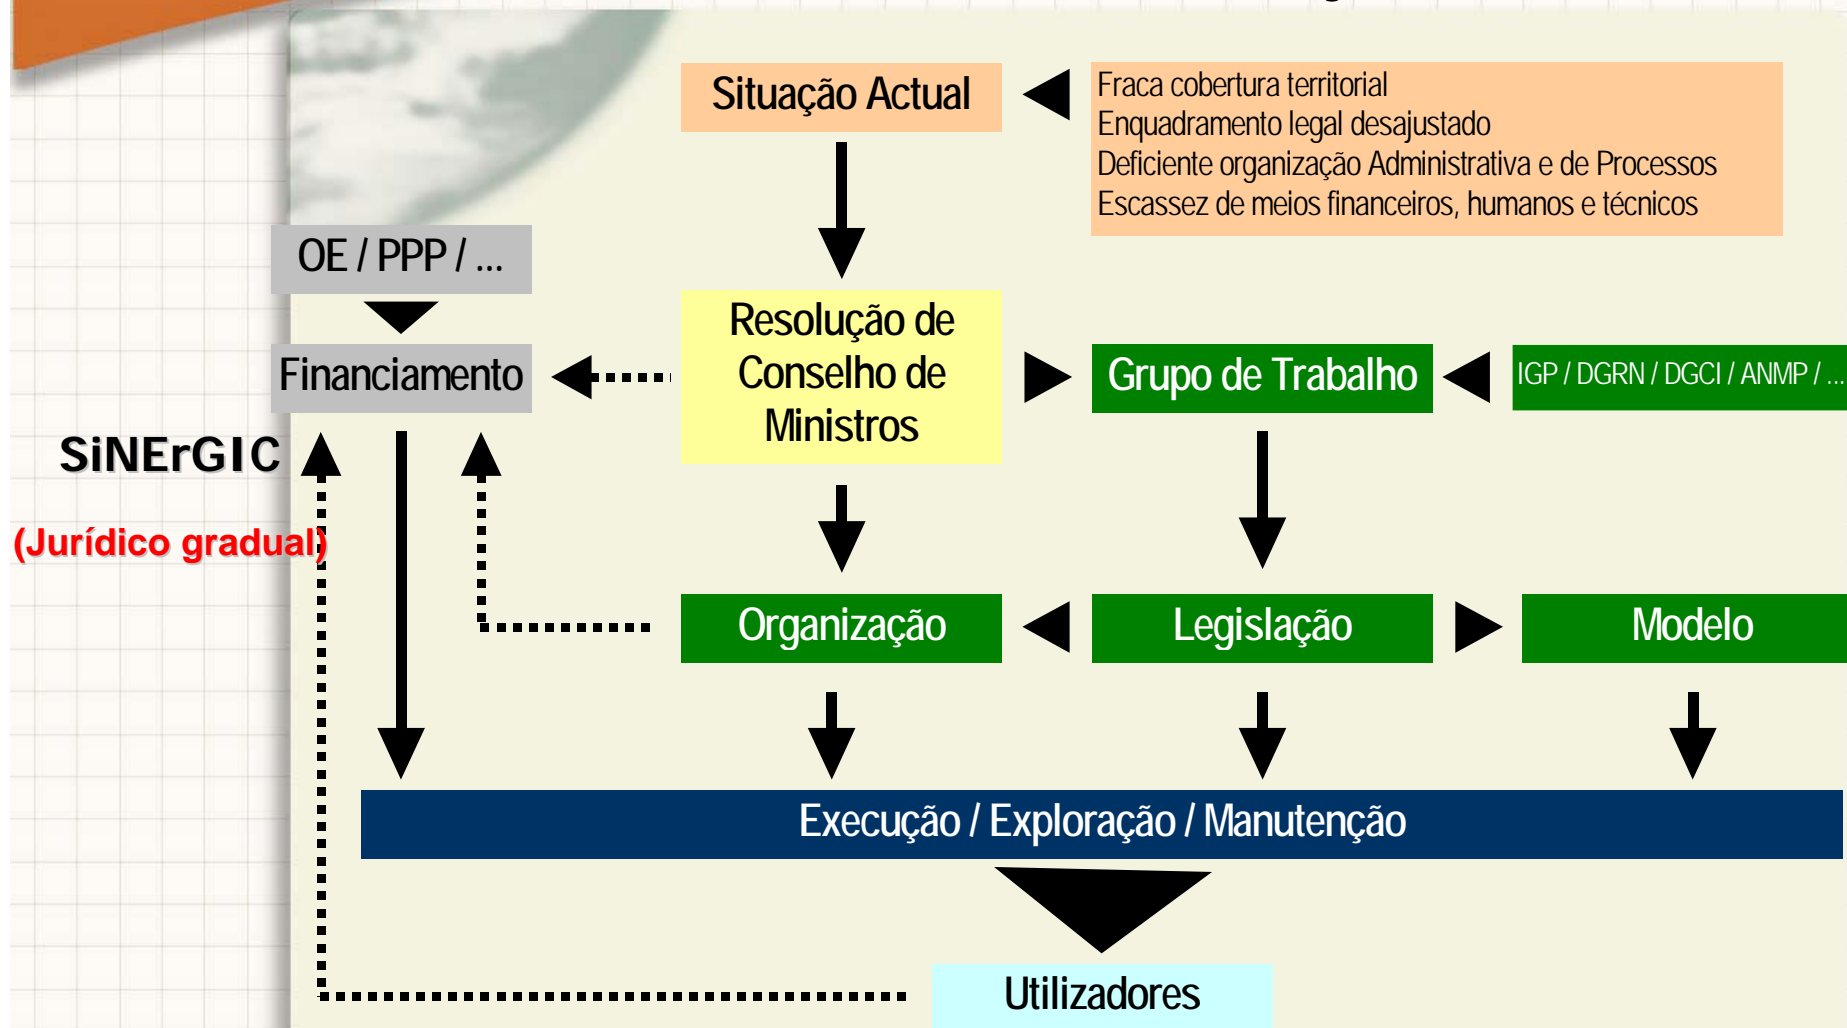 Situação Actual
Fraca cobertura territorial
Enquadramento legal desajustado
Deficiente organização Administrativa e de Processos
Escassez de meios financeiros, humanos e técnicos
OE / PPP / ...
Resolução de
Conselho de
Ministros
Financiamento
Grupo de Trabalho
IGP / DGRN / DGCI / ANMP / ...
SiNErGIC
(Jurídico gradual)
Organização
Legislação
Modelo
Execução / Exploração / Manutenção
Utilizadores